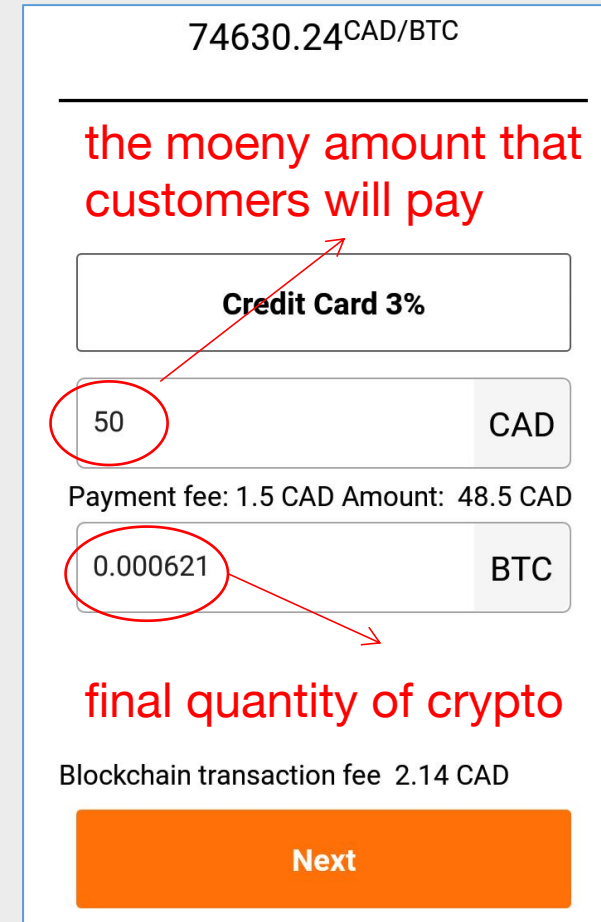 74630.24CAD/BTC
the moeny amount that
customers will pay
Credit Card 3%
50 CAD
Payment fee: 1.5 CAD Amount: 48.5 CAD
0.000621 BTC
final quantity of crypto
Blockchain transaction fee 2.14 CAD
Next